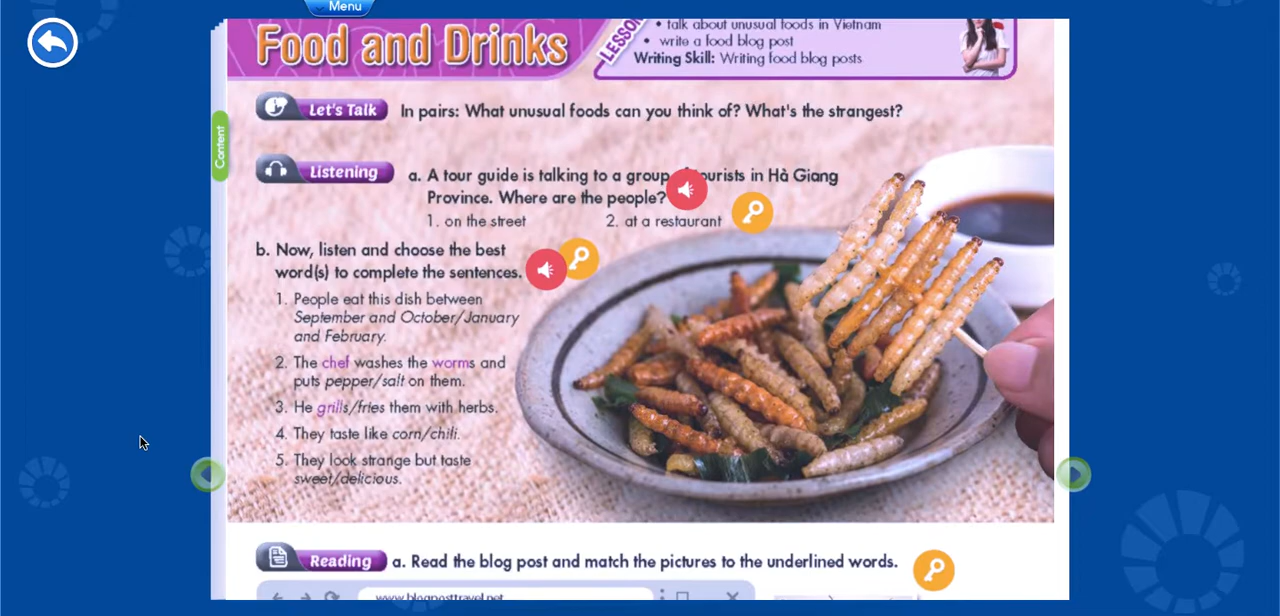 Menu
Food and Drinks
LESSO
• talk about unusual foods in Vietnam
• write a food blog post
Writing Skill: Writing food blog posts
Let's Talk
In pairs: What unusual foods can you think of? What's the strangest?
Content
Listening
a. A tour guide is talking to a group tourists in Hà Giang
Province. Where are the people?
1. on the street
2. at a restaurant
b. Now, listen and choose the best
word(s) to complete the sentences.
1. People eat this dish between
September and October/January
and February.
2. The chef washes the worms and
puts pepper/salt on them.
3. He grills/fries them with herbs.
4. They taste like corn/chili.
5. They look strange but taste
sweet/delicious.
Reading
a. Read the blog post and match the pictures to the underlined words.
www.blogposttravel.net